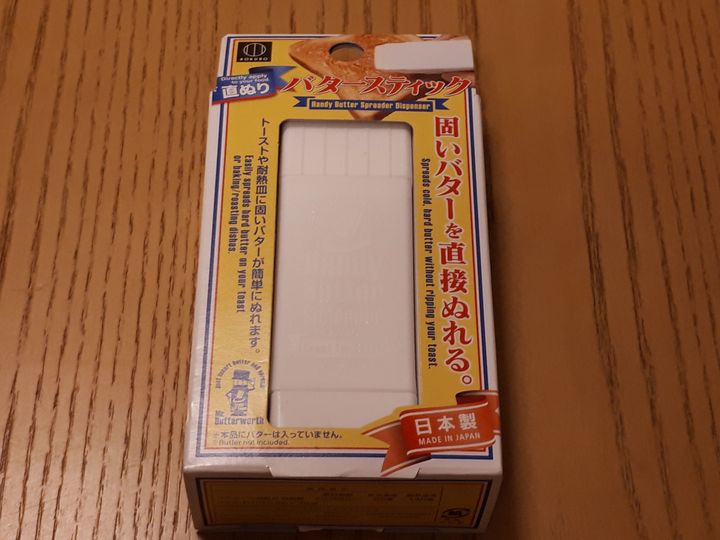 KOKUBO
Directly apply
to your food.
直ぬり
バタースティック
Handy Butter Spreader Dispenser
固いバターを直接ぬれる。
Spreads cold, hard butter without ripping your toast.
トーストや耐熱皿に固いバターが簡単にぬれます。
Easily spreads hard butter on your toast
or baking/roasting dishes.
Just insert butter and spread!
Mr.
Butterworth
※本品にバターは入っていません。
※Butter not included.
日本製
MADE IN JAPAN